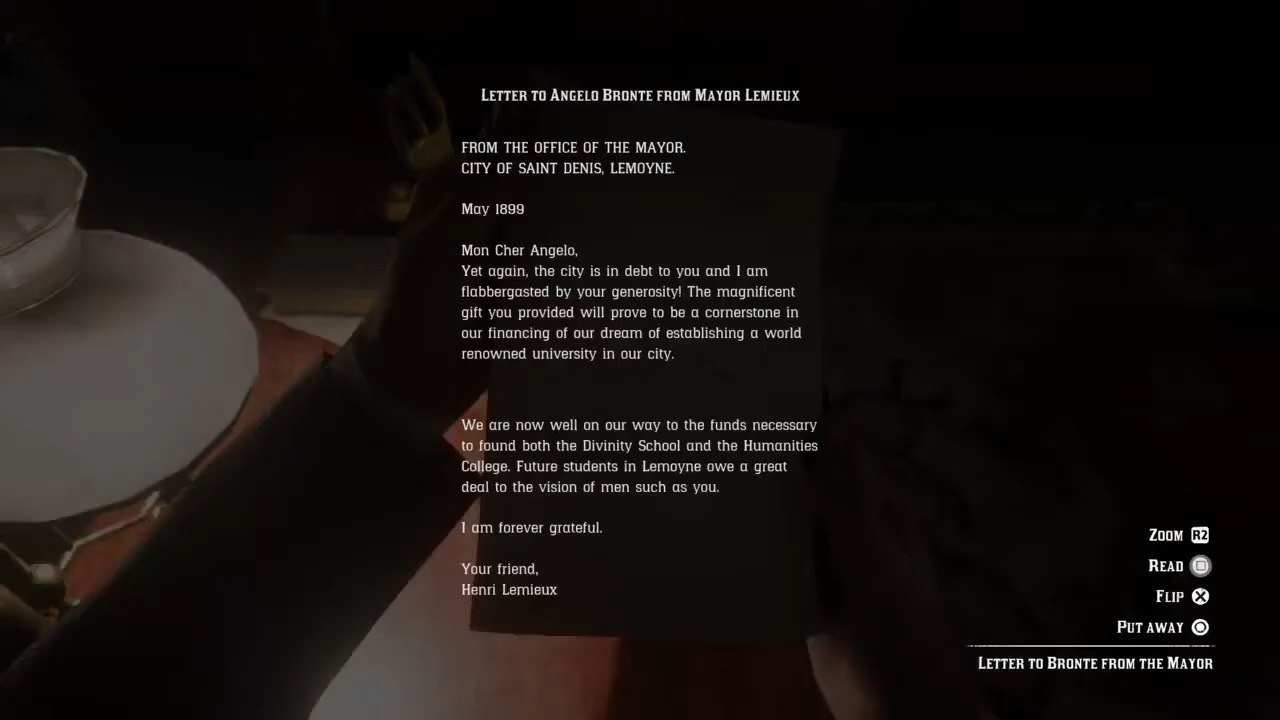 Letter to Angelo Bronte from Mayor Lemieux
FROM THE OFFICE OF THE MAYOR.
CITY OF SAINT DENIS, LEMOYNE.
May 1899
Mon Cher Angelo,
Yet again, the city is in debt to you and I am
flabbergasted by your generosity! The magnificent
gift you provided will prove to be a cornerstone in
our financing of our dream of establishing a world
renowned university in our city.
We are now well on our way to the funds necessary
to found both the Divinity School and the Humanities
College. Future students in Lemoyne owe a great
deal to the vision of men such as you.
I am forever grateful.
Your friend,
Henri Lemieux
Zoom R2
Read
Flip
Put away
Letter to Bronte from the Mayor